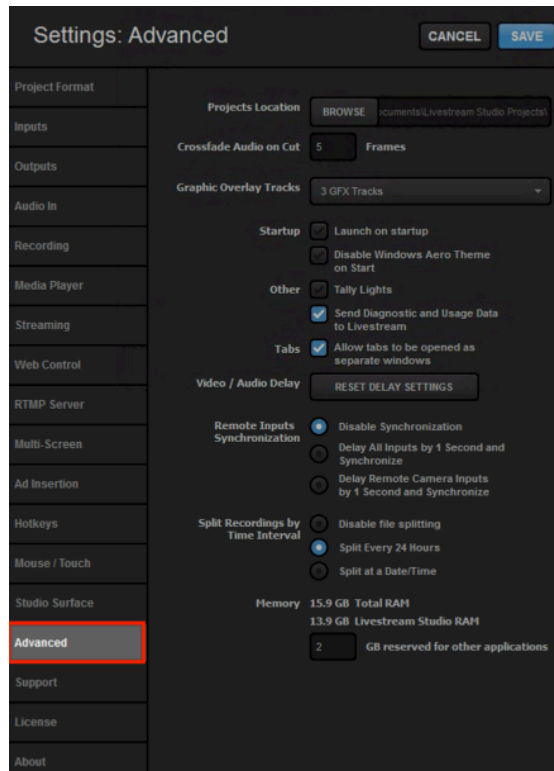 Settings: Advanced
CANCEL
SAVE
Project Format
Inputs
Outputs
Audio In
Recording
Media Player
Streaming
Web Control
RTMP Server
Multi-Screen
Ad Insertion
Hotkeys
Mouse / Touch
Studio Surface
Advanced
Support
License
About
Projects Location
BROWSE
ocuments\Livestream Studio Projects\
Crossfade Audio on Cut
5
Frames
Graphic Overlay Tracks
3 GFX Tracks
Startup
Launch on startup
Disable Windows Aero Theme
on Start
Other
Tally Lights
Send Diagnostic and Usage Data
to Livestream
Tabs
Allow tabs to be opened as
separate windows
Video / Audio Delay
RESET DELAY SETTINGS
Remote Inputs
Synchronization
Disable Synchronization
Delay All Inputs by 1 Second and
Synchronize
Delay Remote Camera Inputs
by 1 Second and Synchronize
Split Recordings by
Time Interval
Disable file splitting
Split Every 24 Hours
Split at a Date/Time
Memory
15.9 GB Total RAM
13.9 GB Livestream Studio RAM
2
GB reserved for other applications